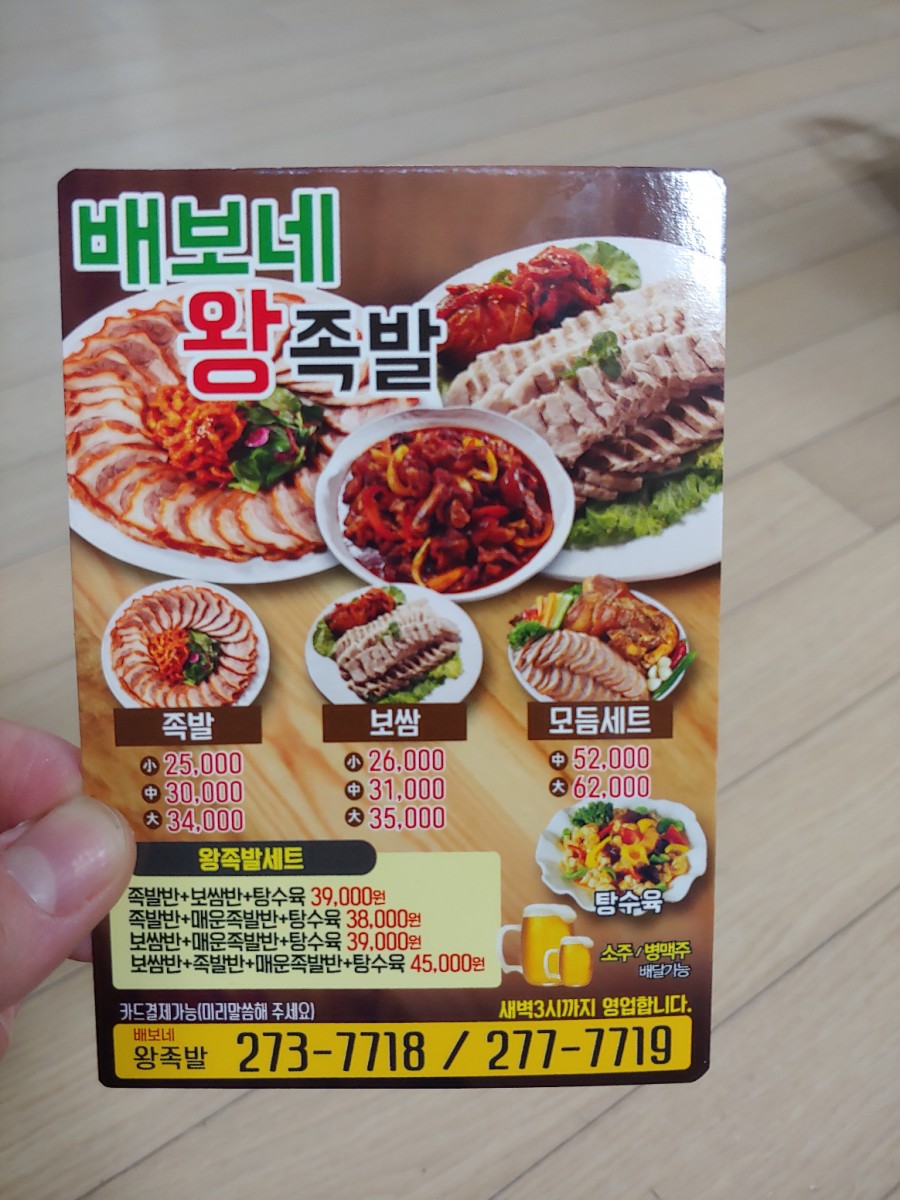 배보네
왕족발
족발
小 25,000
中 30,000
大 34,000
보쌈
小 26,000
中 31,000
大 35,000
모듬세트
中 52,000
大 62,000
탕수육
왕족발세트
족발반+보쌈반+탕수육 39,000원
족발반+매운족발반+탕수육 38,000원
보쌈반+매운족발반+탕수육 39,000원
보쌈반+족발반+매운족발반+탕수육 45,000원
소주/병맥주
배달가능
카드결제가능(미리말씀해 주세요)
새벽3시까지 영업합니다.
배보네
왕족발
273-7718 / 277-7719